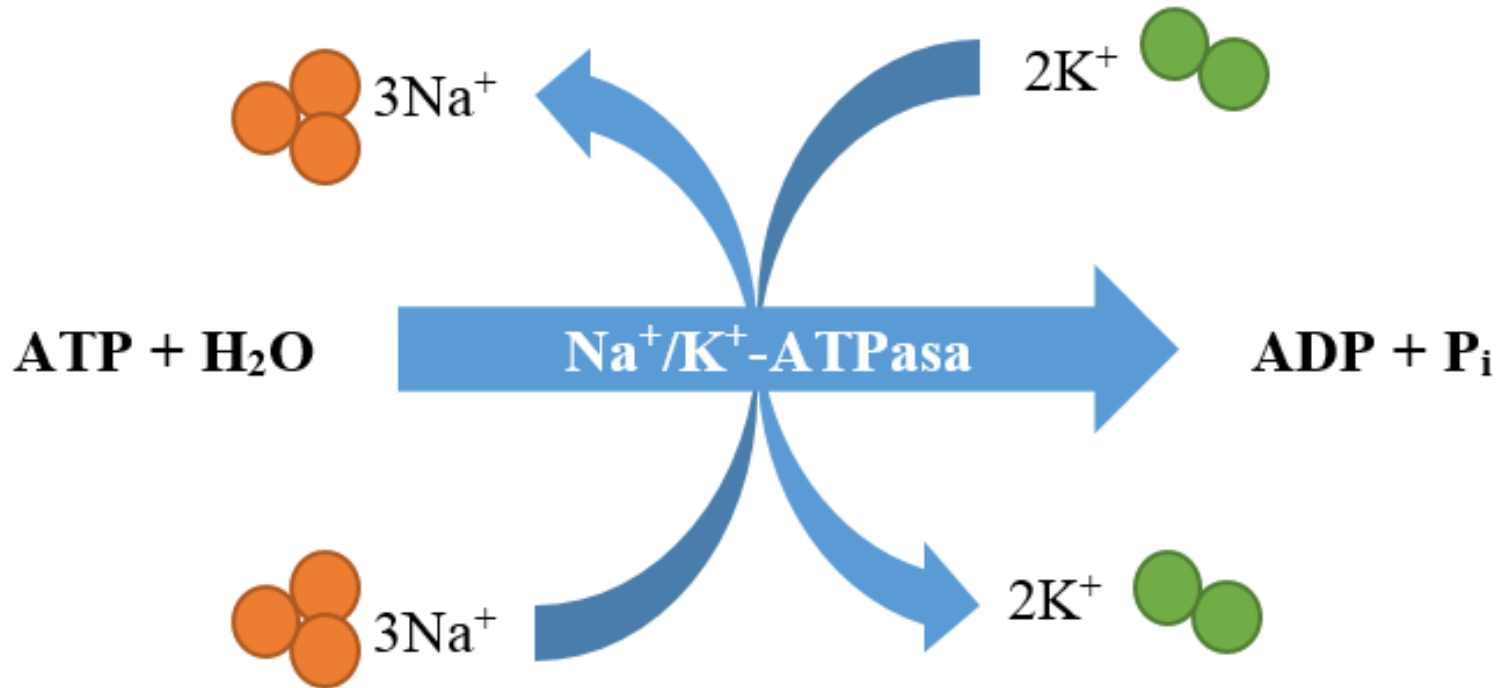 3Na⁺
2K⁺
ATP + H₂O
Na⁺/K⁺-ATPasa
ADP + Pᵢ
3Na⁺
2K⁺